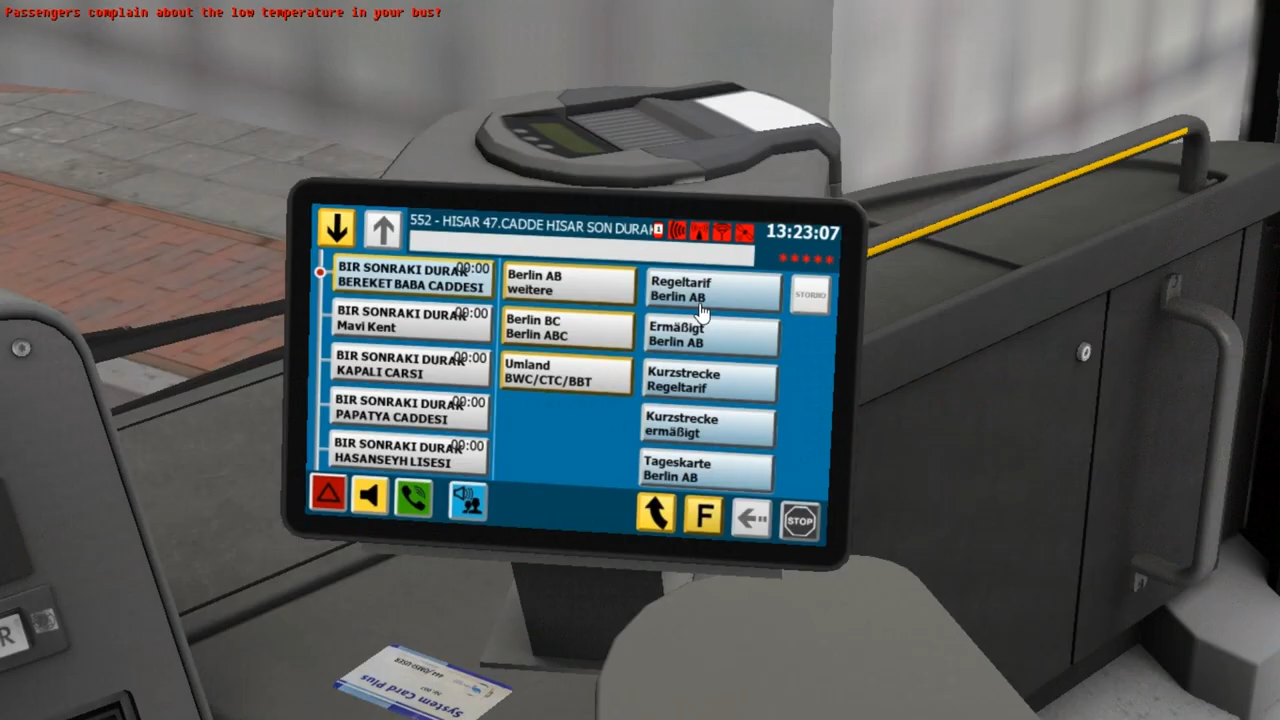 Passengers complain about the low temperature in your bus?
552 - HISAR 47.CADDE HISAR SON DURAK
13:23:07
*****
BIR SONRAKI DURAK 00:00
BEREKET BABA CADDESI
BIR SONRAKI DURAK 00:00
Mavi Kent
BIR SONRAKI DURAK 00:00
KAPALI CARSI
BIR SONRAKI DURAK 00:00
PAPATYA CADDESI
BIR SONRAKI DURAK 00:00
HASANSEYH LISESI
Berlin AB
weitere
Berlin BC
Berlin ABC
Umland
BWC/CTC/BBT
Regeltarif
Berlin AB
Ermäßigt
Berlin AB
Kurzstrecke
Regeltarif
Kurzstrecke
ermäßigt
Tageskarte
Berlin AB
STORNO
F
STOP
R
System Card Plus